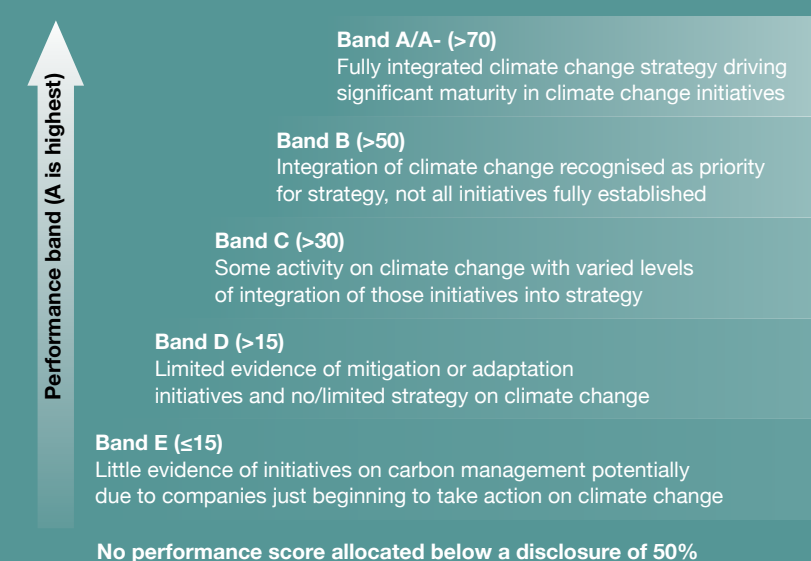 Performance band (A is highest)
Band A/A- (>70)
Fully integrated climate change strategy driving
significant maturity in climate change initiatives
Band B (>50)
Integration of climate change recognised as priority
for strategy, not all initiatives fully established
Band C (>30)
Some activity on climate change with varied levels
of integration of those initiatives into strategy
Band D (>15)
Limited evidence of mitigation or adaptation
initiatives and no/limited strategy on climate change
Band E (≤15)
Little evidence of initiatives on carbon management potentially
due to companies just beginning to take action on climate change
No performance score allocated below a disclosure of 50%